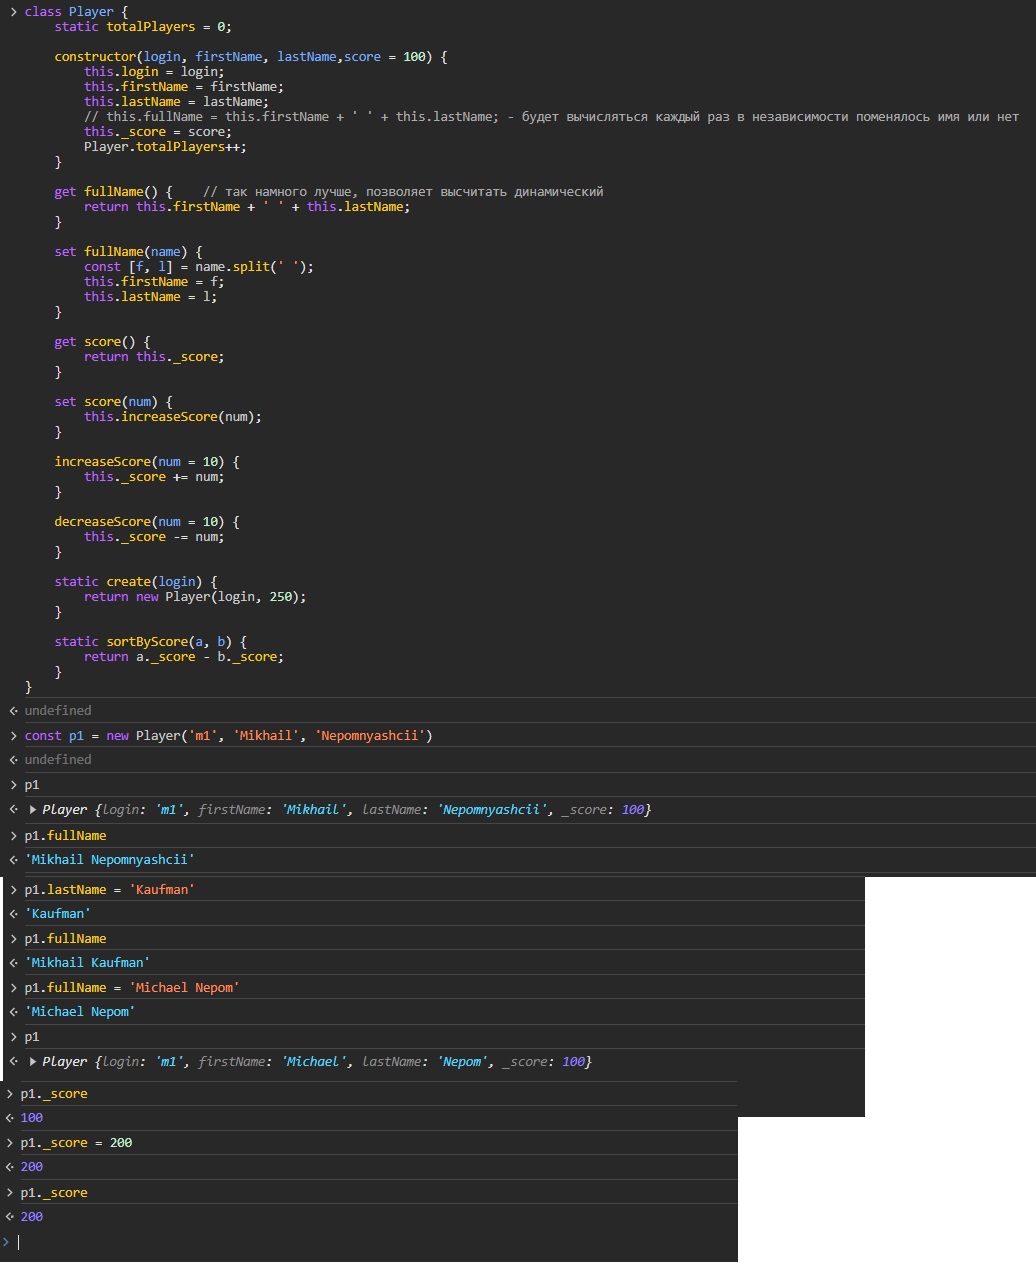 > class Player {
    static totalPlayers = 0;

    constructor(login, firstName, lastName,score = 100) {
        this.login = login;
        this.firstName = firstName;
        this.lastName = lastName;
        // this.fullName = this.firstName + ' ' + this.lastName; - будет вычисляться каждый раз в независимости поменялось имя или нет
        this._score = score;
        Player.totalPlayers++;
    }

    get fullName() {    // так намного лучше, позволяет высчитать динамический
        return this.firstName + ' ' + this.lastName;
    }

    set fullName(name) {
        const [f, l] = name.split(' ');
        this.firstName = f;
        this.lastName = l;
    }

    get score() {
        return this._score;
    }

    set score(num) {
        this.increaseScore(num);
    }

    increaseScore(num = 10) {
        this._score += num;
    }

    decreaseScore(num = 10) {
        this._score -= num;
    }

    static create(login) {
        return new Player(login, 250);
    }

    static sortByScore(a, b) {
        return a._score - b._score;
    }
}
undefined
> const p1 = new Player('m1', 'Mikhail', 'Nepomnyashcii')
undefined
> p1
Player {login: 'm1', firstName: 'Mikhail', lastName: 'Nepomnyashcii', _score: 100}
> p1.fullName
'Mikhail Nepomnyashcii'
> p1.lastName = 'Kaufman'
'Kaufman'
> p1.fullName
'Mikhail Kaufman'
> p1.fullName = 'Michael Nepom'
'Michael Nepom'
> p1
Player {login: 'm1', firstName: 'Michael', lastName: 'Nepom', _score: 100}
> p1._score
100
> p1._score = 200
200
> p1._score
200
>